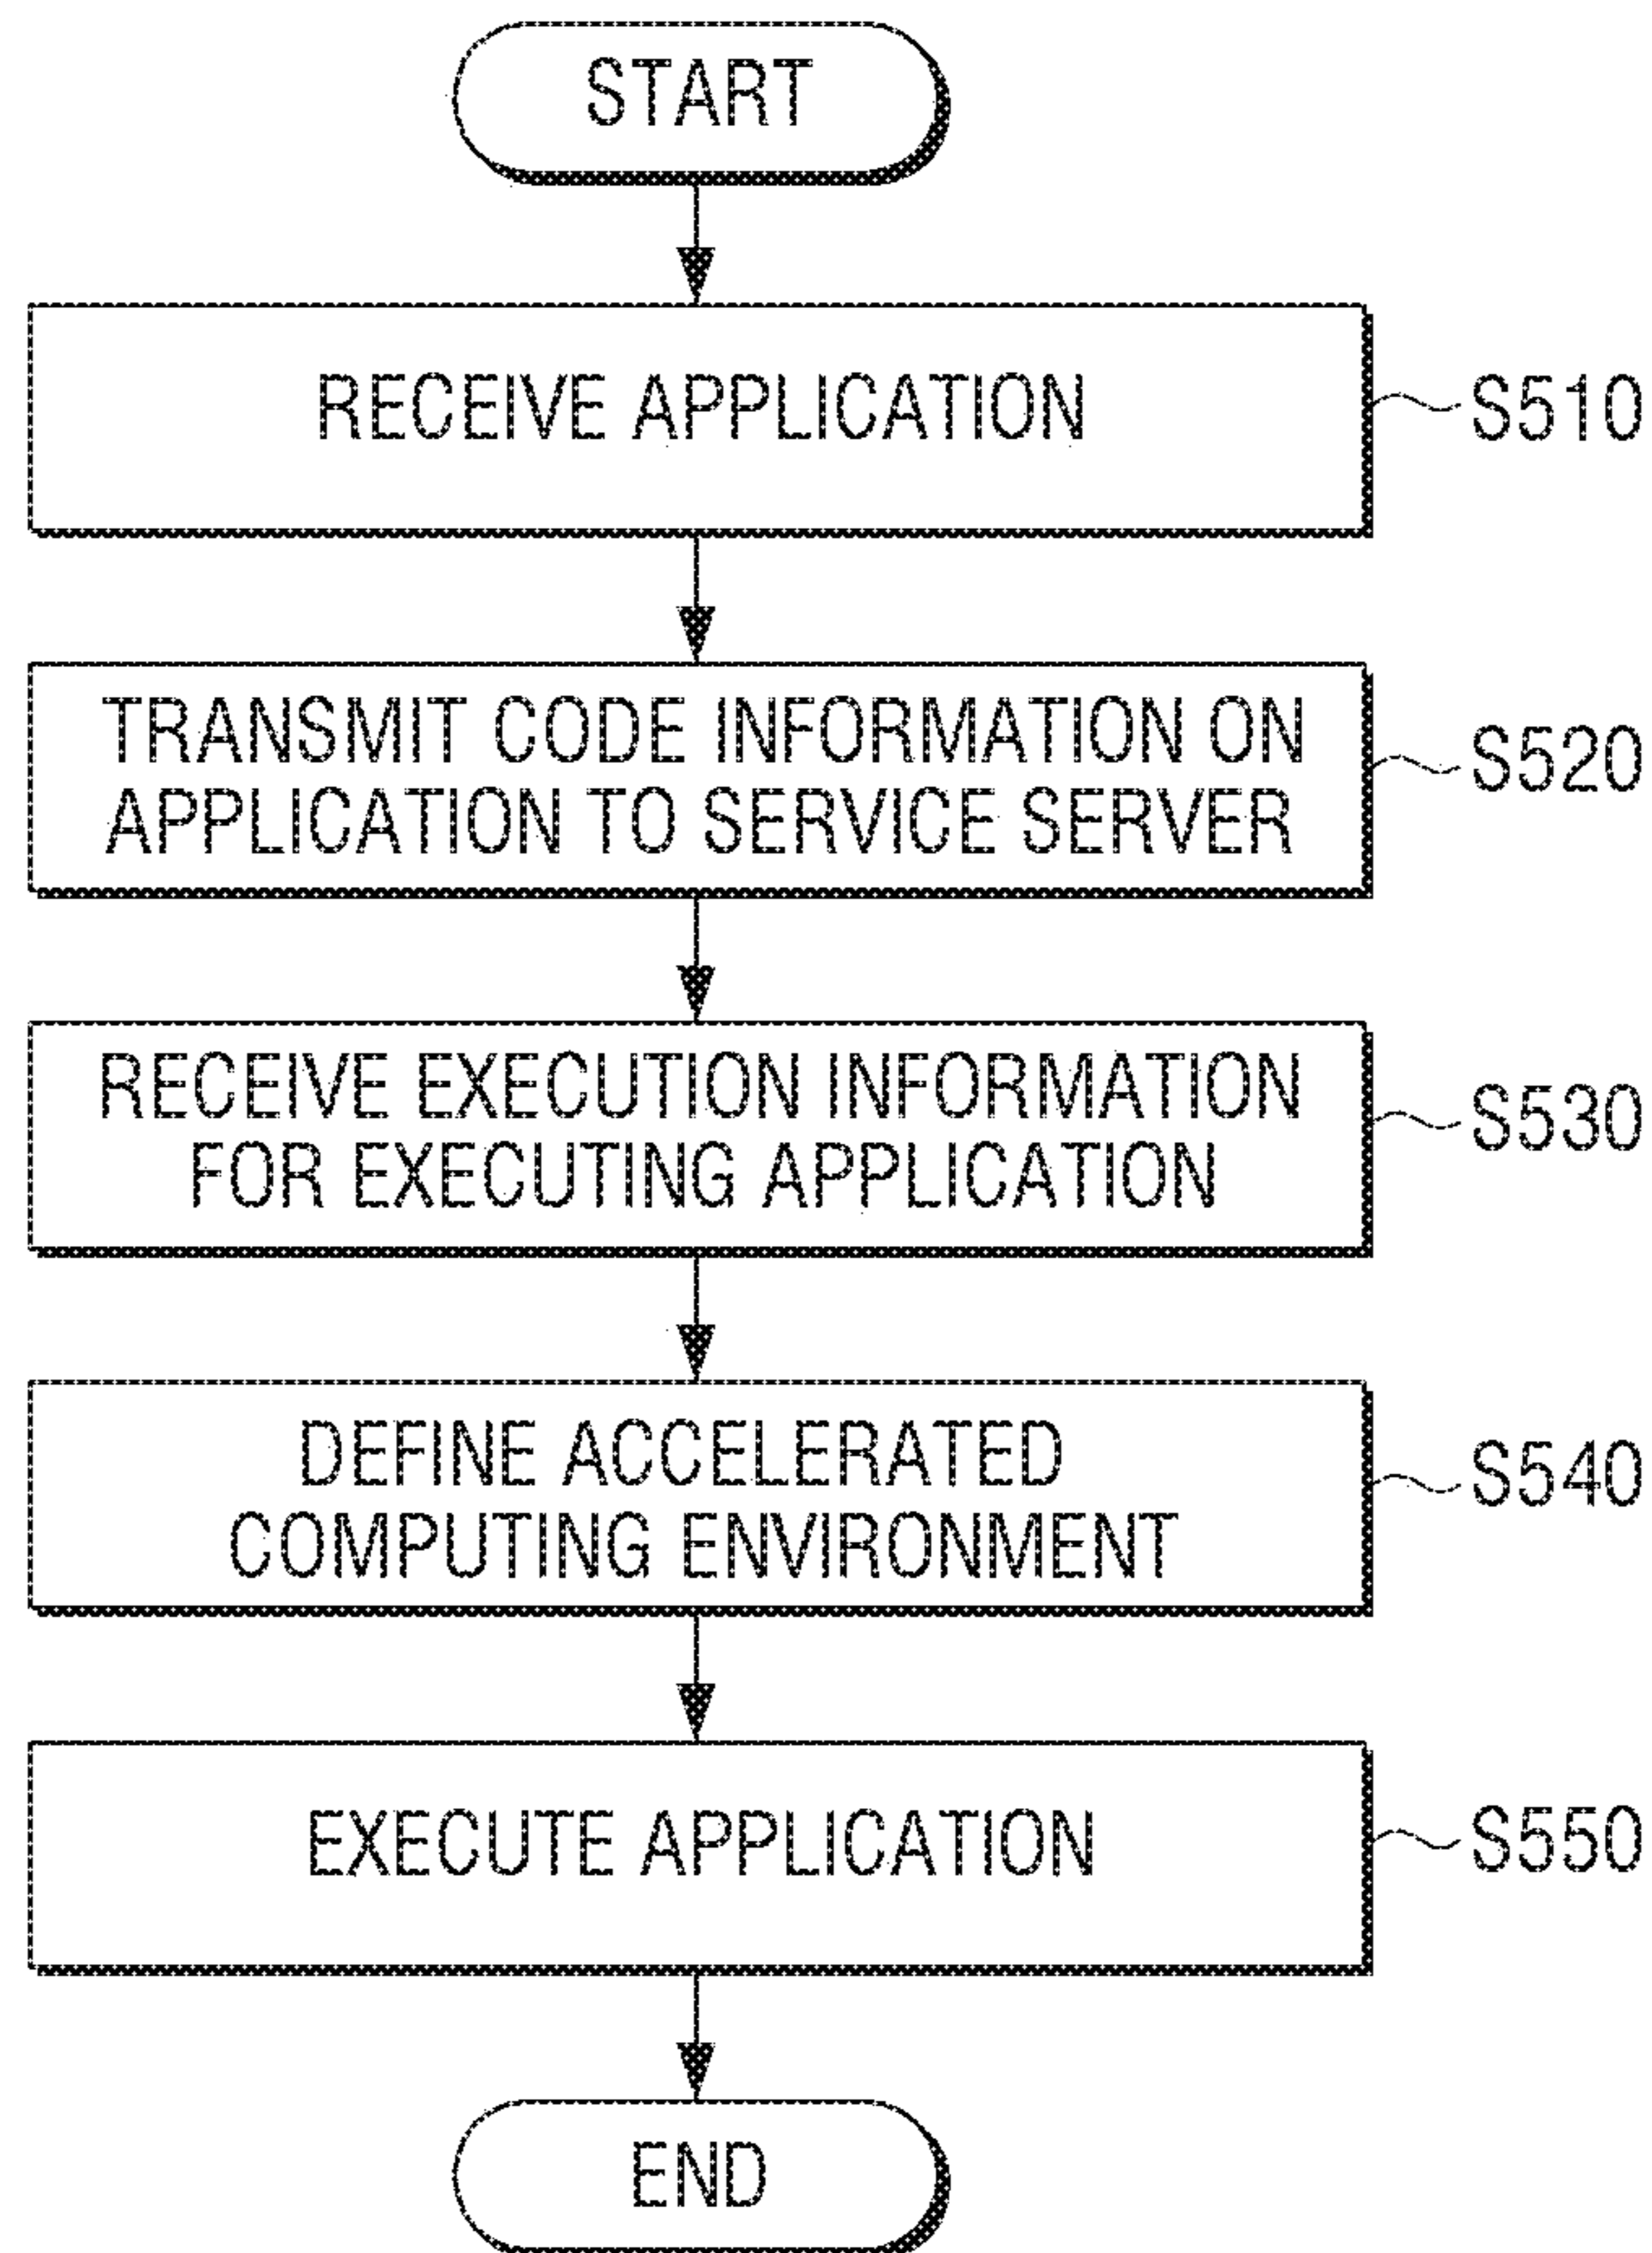 START
RECEIVE APPLICATION
S510
TRANSMIT CODE INFORMATION ON
APPLICATION TO SERVICE SERVER
S520
RECEIVE EXECUTION INFORMATION
FOR EXECUTING APPLICATION
S530
DEFINE ACCELERATED
COMPUTING ENVIRONMENT
S540
EXECUTE APPLICATION
S550
END